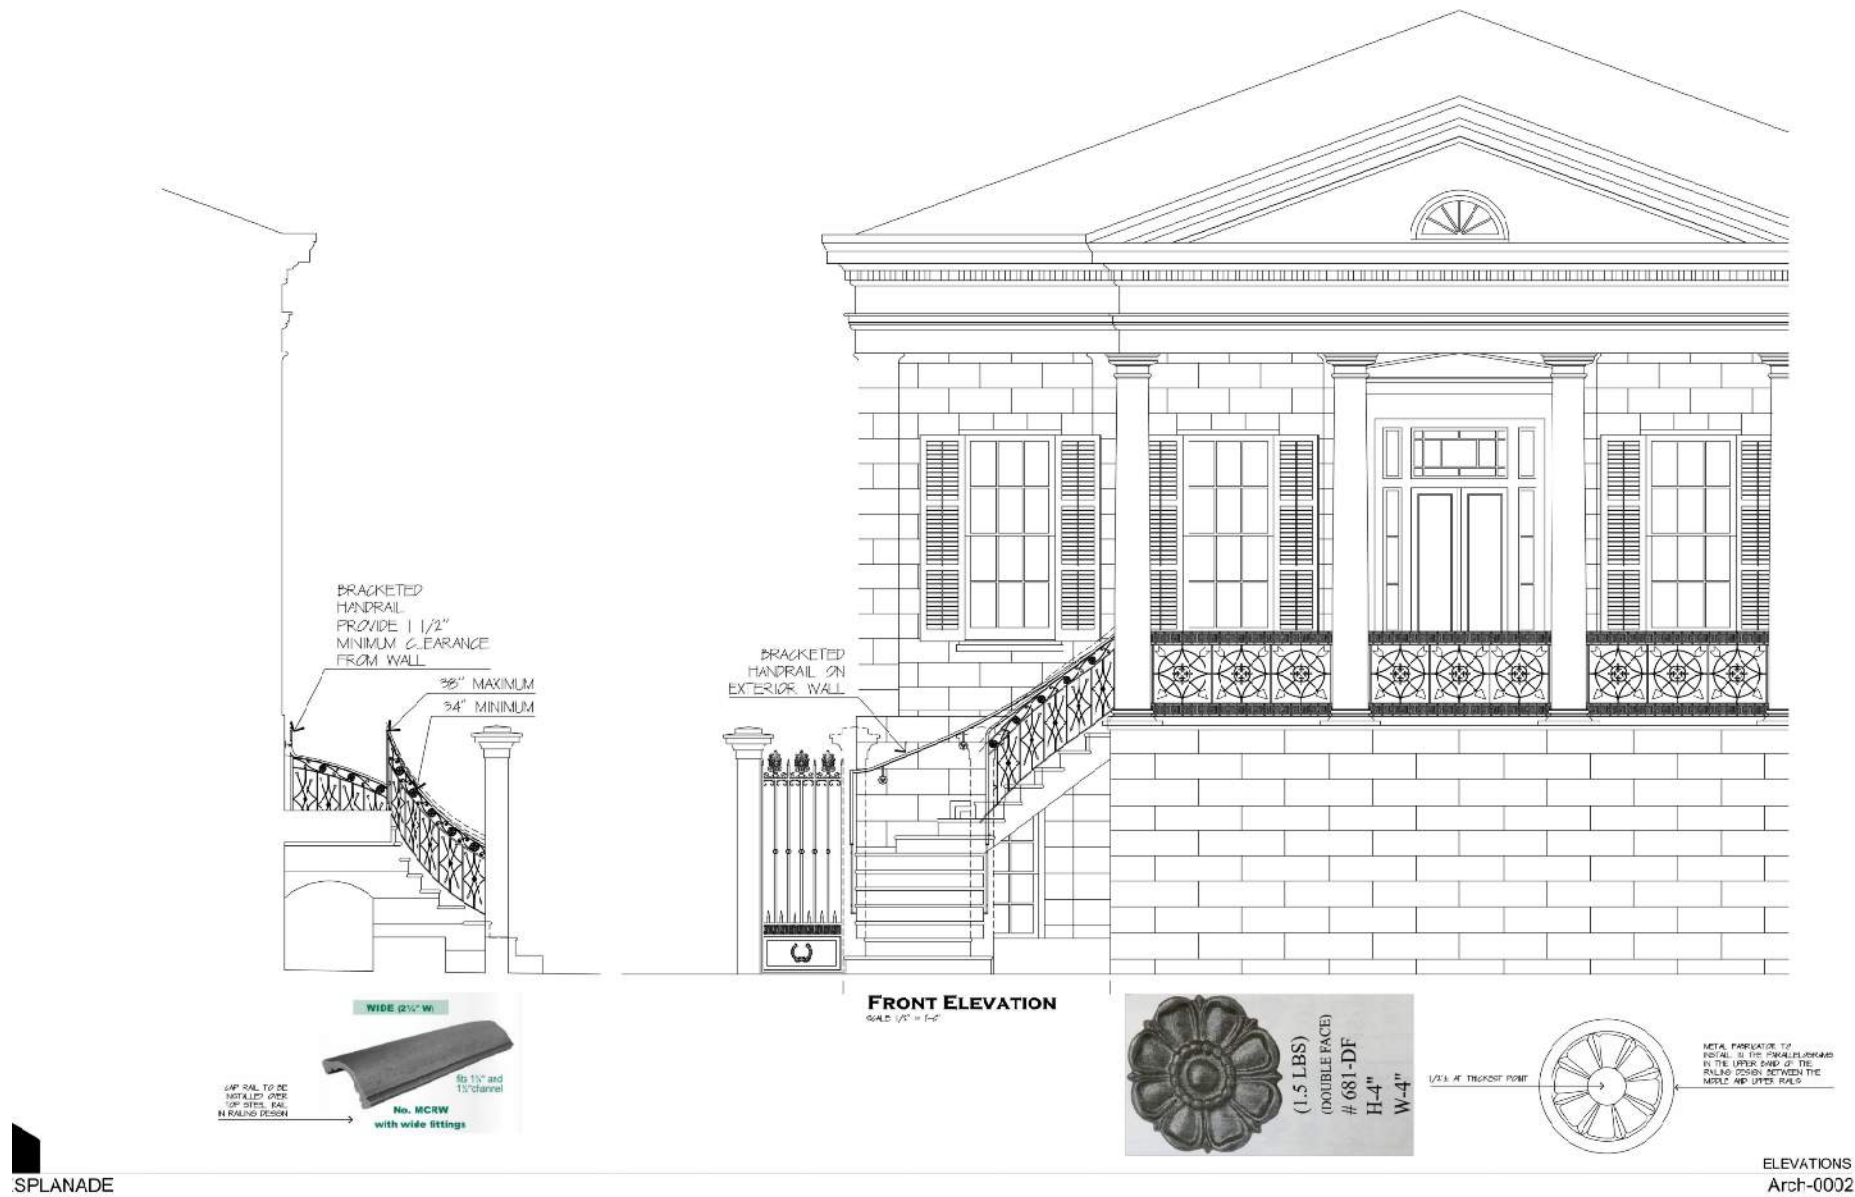 BRACKETED
HANDRAIL
PROVIDE 1 1/2"
MINIMUM CLEARANCE
FROM WALL
38" MAXIMUM
34" MINIMUM
BRACKETED
HANDRAIL ON
EXTERIOR WALL
FRONT ELEVATION
WIDE (2½" W)
fits 1¼" and
1½" channel
No. MCRW
with wide fittings
CAP RAIL TO BE
INSTALLED OVER
TOP STEEL RAIL
IN RAILING DESIGN
(1.5 LBS)
(DOUBLE FACE)
# 681-DF
H-4"
W-4"
AT THICKEST POINT
METAL FABRICATOR TO
INSTALL IN THE PARALLELOGRAMS
IN THE UPPER BAND OF THE
RAILING DESIGN BETWEEN THE
MIDDLE AND UPPER RAILS
SPLANADE
ELEVATIONS
Arch-0002